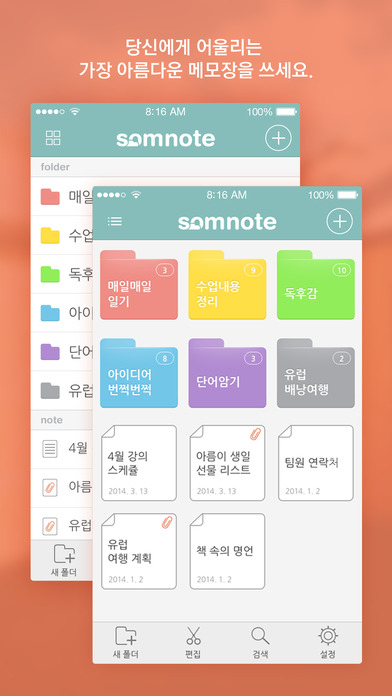 당신에게 어울리는
가장 아름다운 메모장을 쓰세요.
8:16 AM 100%
somnote
folder
매일
수업
독후
아이
단어
유럽
note
4월
아름
유럽
새 폴더
8:16 AM 100%
somnote
3
매일매일
일기
9
수업내용
정리
10
독후감
8
아이디어
번쩍번쩍
3
단어암기
2
유럽
배낭여행
4월 강의
스케쥴
2014. 3. 13
아름이 생일
선물 리스트
2014. 3. 13
팀원 연락처
2014. 1. 2
유럽
여행 계획
2014. 1. 2
책 속의 명언
2014. 1. 2
새 폴더 편집 검색 설정